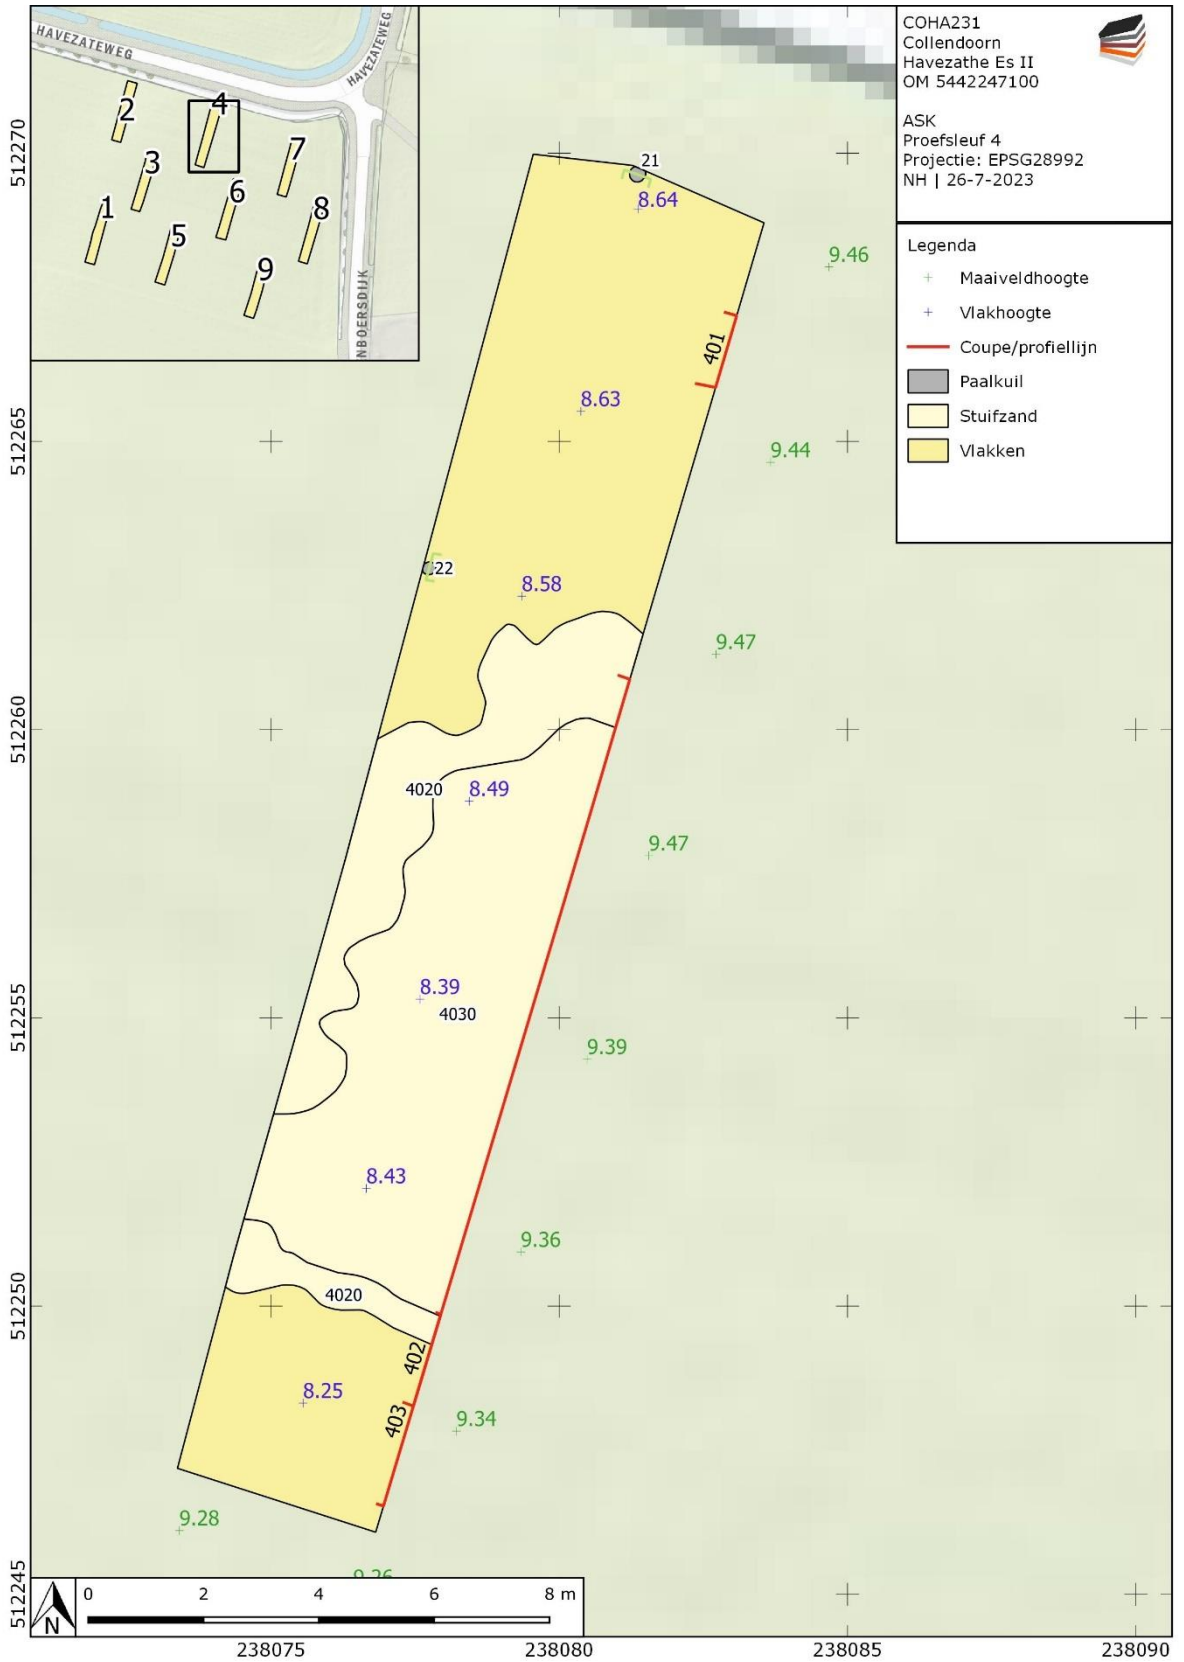 HAVEZATEWEG
HAVEZATEWEG
NBOERSDIJK
2
4
3
7
1
6
8
5
9
COHA231
Collendoorn
Havezathe Es II
OM 5442247100
ASK
Proefsleuf 4
Projectie: EPSG28992
NH | 26-7-2023
Legenda
Maaiveldhoogte
Vlakhoogte
Coupe/profiellijn
Paalkuil
Stuifzand
Vlakken
512270
512265
512260
512255
512250
512245
21
8.64
9.46
401
8.63
9.44
22
8.58
9.47
4020
8.49
9.47
8.39
4030
9.39
8.43
9.36
4020
402
8.25
403
9.34
9.28
9.26
0 2 4 6 8 m
N
238075 238080 238085 238090